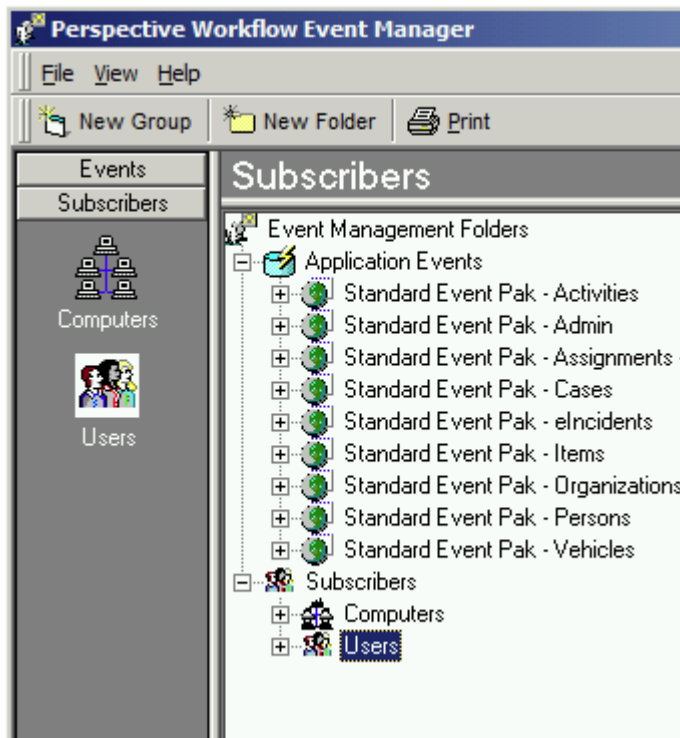 Perspective Workflow Event Manager
File View Help
New Group New Folder Print
Events
Subscribers
Computers
Users
Subscribers
Event Management Folders
Application Events
Standard Event Pak - Activities
Standard Event Pak - Admin
Standard Event Pak - Assignments -
Standard Event Pak - Cases
Standard Event Pak - eIncidents
Standard Event Pak - Items
Standard Event Pak - Organizations
Standard Event Pak - Persons
Standard Event Pak - Vehicles
Subscribers
Computers
Users